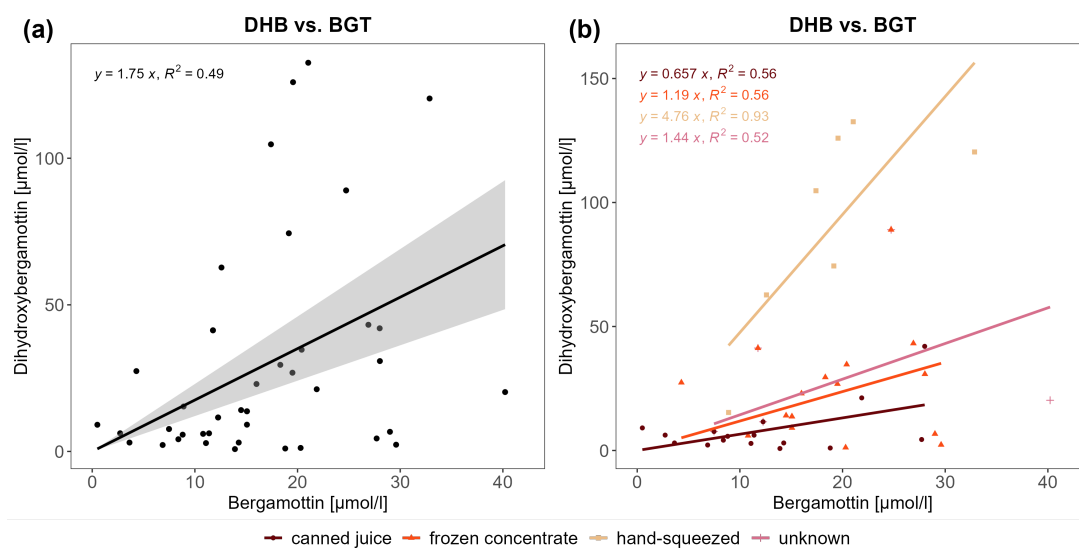 (a)
DHB vs. BGT
y = 1.75 x, R² = 0.49
100
50
0
Dihydroxybergamottin [µmol/l]
0 10 20 30 40
Bergamottin [µmol/l]
(b)
DHB vs. BGT
y = 0.657 x, R² = 0.56
y = 1.19 x, R² = 0.56
y = 4.76 x, R² = 0.93
y = 1.44 x, R² = 0.52
150
100
50
0
Dihydroxybergamottin [µmol/l]
0 10 20 30 40
Bergamottin [µmol/l]
canned juice frozen concentrate hand-squeezed unknown